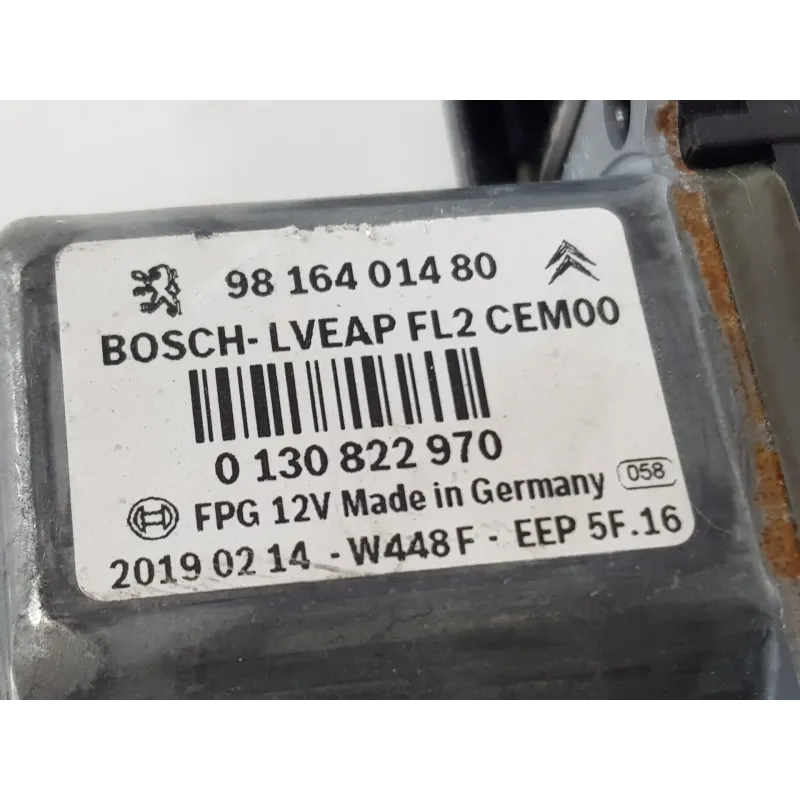 98 164 014 80
BOSCH- LVEAP FL2 CEM00
0 130 822 970
FPG 12V Made in Germany 058
2019 02 14 - W448 F - EEP 5F.16